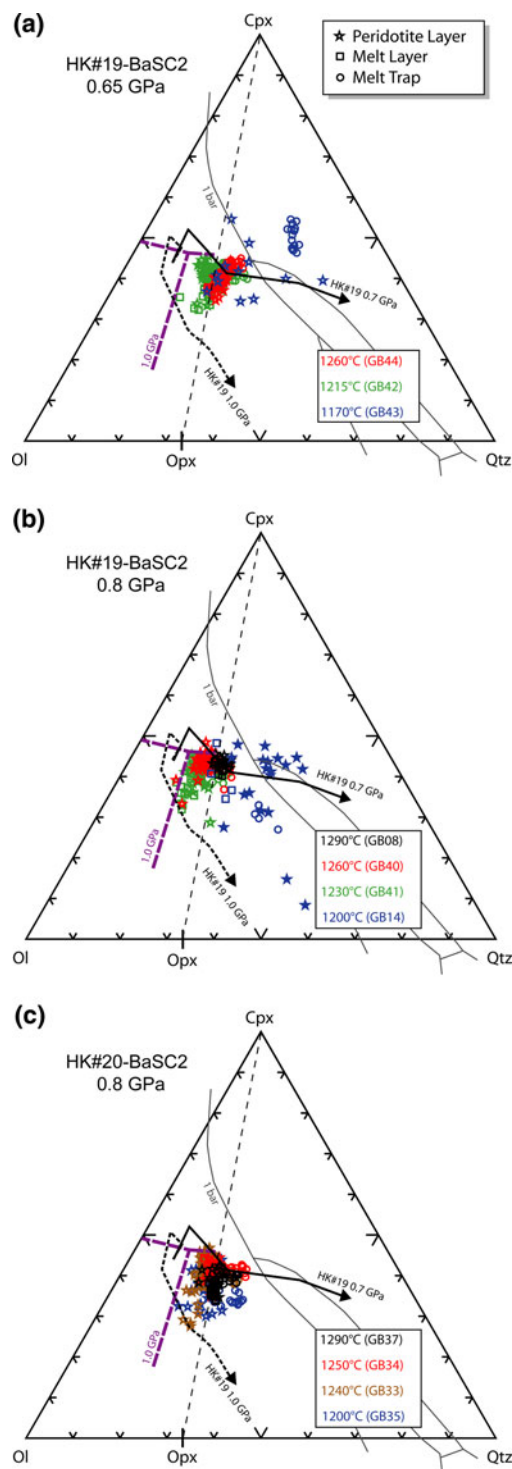 (a)
HK#19-BaSC2
0.65 GPa
Cpx
Peridotite Layer
Melt Layer
Melt Trap
1 bar
HK#19 0.7 GPa
1.0 GPa
HK#19 1.0 GPa
1260°C (GB44)
1215°C (GB42)
1170°C (GB43)
Ol
Opx
Qtz
(b)
HK#19-BaSC2
0.8 GPa
Cpx
1 bar
HK#19 0.7 GPa
1.0 GPa
HK#19 1.0 GPa
1290°C (GB08)
1260°C (GB40)
1230°C (GB41)
1200°C (GB14)
Ol
Opx
Qtz
(c)
HK#20-BaSC2
0.8 GPa
Cpx
1 bar
HK#19 0.7 GPa
1.0 GPa
HK#19 1.0 GPa
1290°C (GB37)
1250°C (GB34)
1240°C (GB33)
1200°C (GB35)
Ol
Opx
Qtz